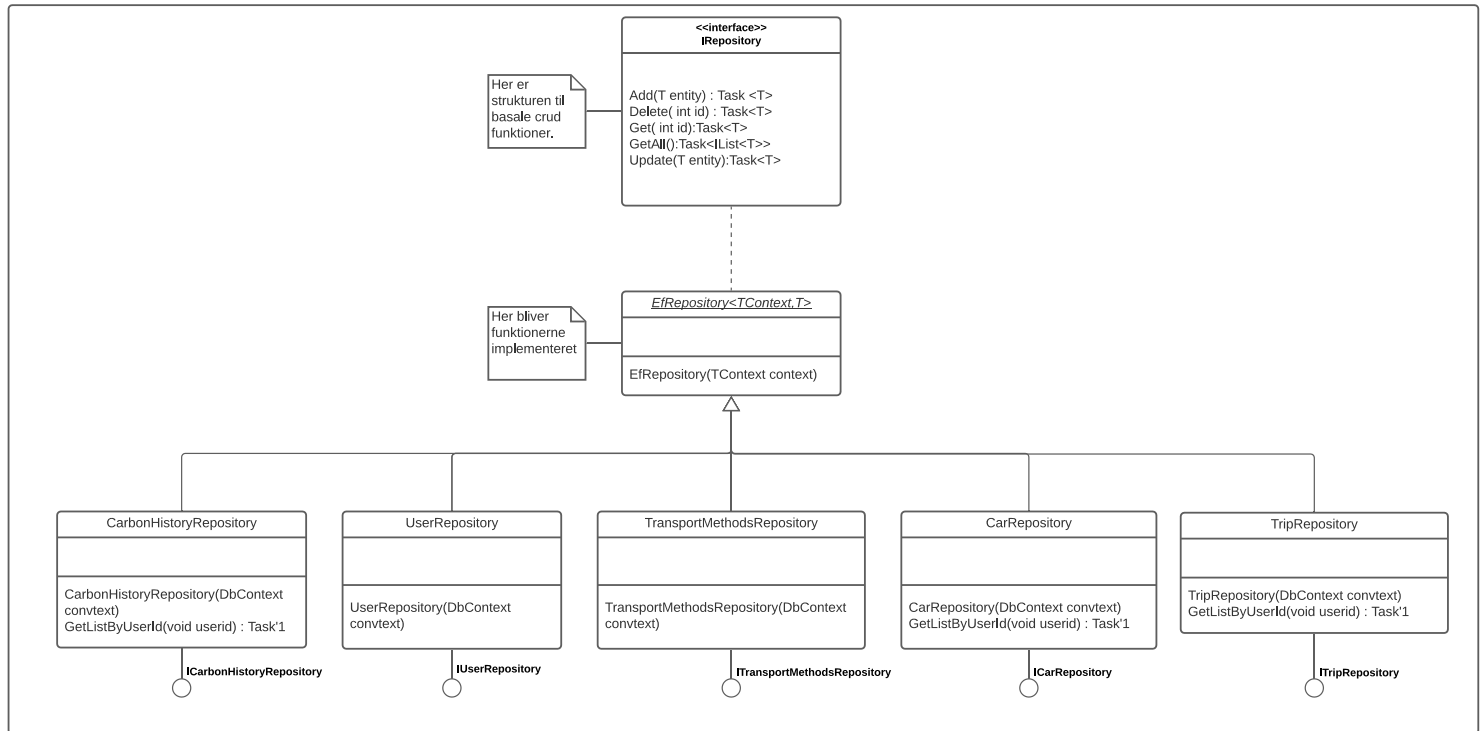 <<interface>>
IRepository
Her er
strukturen til
basale crud
funktioner.
Add(T entity) : Task <T>
Delete( int id) : Task<T>
Get( int id):Task<T>
GetAll():Task<IList<T>>
Update(T entity):Task<T>
EfRepository<TContext,T>
Her bliver
funktionerne
implementeret
EfRepository(TContext context)
CarbonHistoryRepository
CarbonHistoryRepository(DbContext
convtext)
GetListByUserId(void userid) : Task'1
ICarbonHistoryRepository
UserRepository
UserRepository(DbContext
convtext)
IUserRepository
TransportMethodsRepository
TransportMethodsRepository(DbContext
convtext)
ITransportMethodsRepository
CarRepository
CarRepository(DbContext convtext)
GetListByUserId(void userid) : Task'1
ICarRepository
TripRepository
TripRepository(DbContext convtext)
GetListByUserId(void userid) : Task'1
ITripRepository